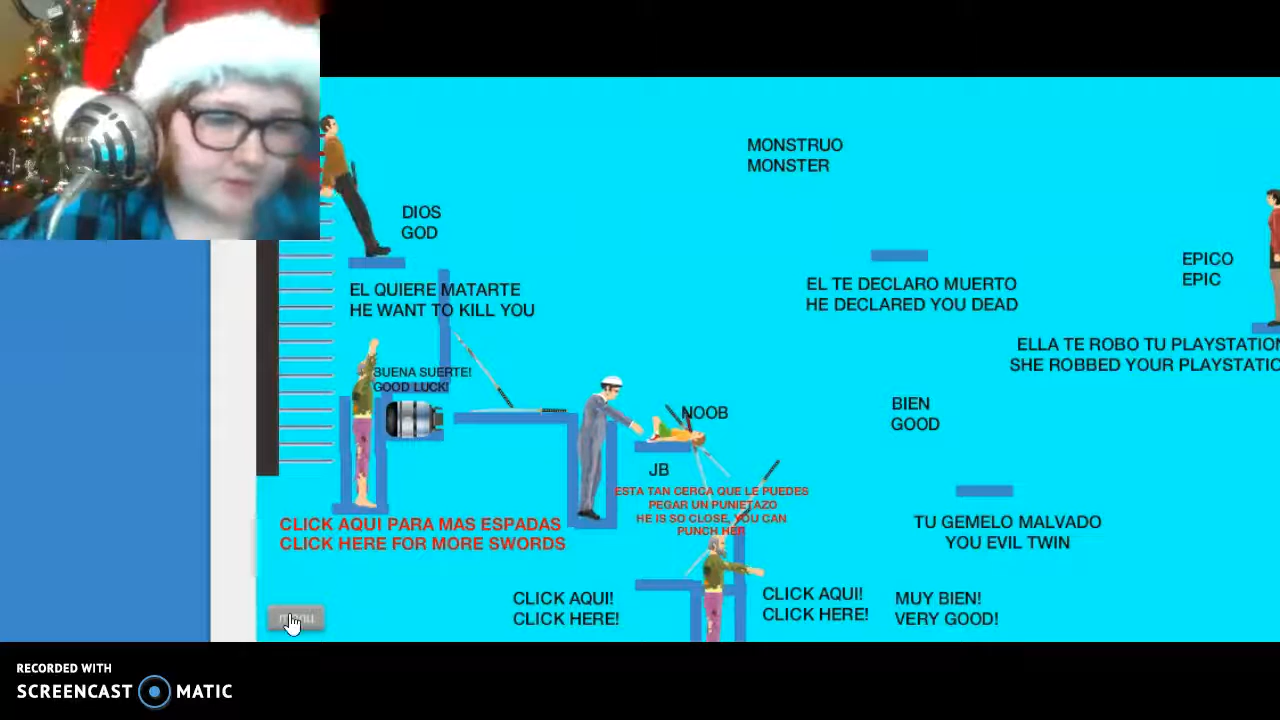 MONSTRUO
MONSTER
DIOS
GOD
EPICO
EPIC
EL QUIERE MATARTE
HE WANT TO KILL YOU
EL TE DECLARO MUERTO
HE DECLARED YOU DEAD
ELLA TE ROBO TU PLAYSTATION
SHE ROBBED YOUR PLAYSTATIO
BUENA SUERTE!
GOOD LUCK!
NOOB
BIEN
GOOD
JB
ESTA TAN CERCA QUE LE PUEDES
PEGAR UN PUNIETAZO
HE IS SO CLOSE, YOU CAN
PUNCH HER
CLICK AQUI PARA MAS ESPADAS
CLICK HERE FOR MORE SWORDS
TU GEMELO MALVADO
YOU EVIL TWIN
CLICK AQUI!
CLICK HERE!
CLICK AQUI!
CLICK HERE!
MUY BIEN!
VERY GOOD!
menu
RECORDED WITH
SCREENCAST MATIC